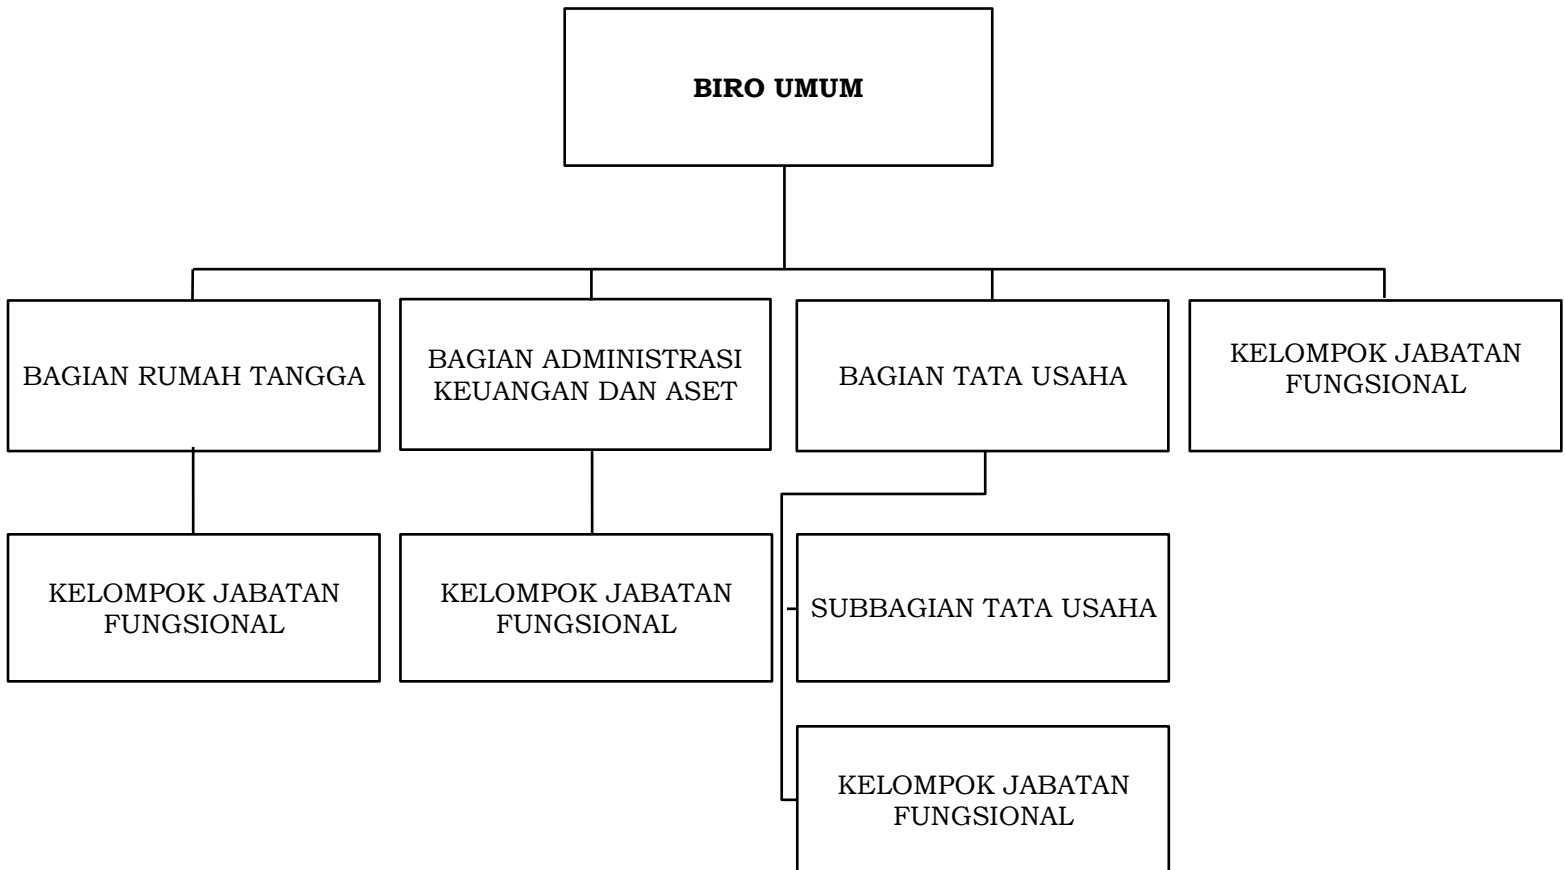 BIRO UMUM
BAGIAN RUMAH TANGGA
BAGIAN ADMINISTRASI
KEUANGAN DAN ASET
BAGIAN TATA USAHA
KELOMPOK JABATAN
FUNGSIONAL
KELOMPOK JABATAN
FUNGSIONAL
KELOMPOK JABATAN
FUNGSIONAL
SUBBAGIAN TATA USAHA
KELOMPOK JABATAN
FUNGSIONAL